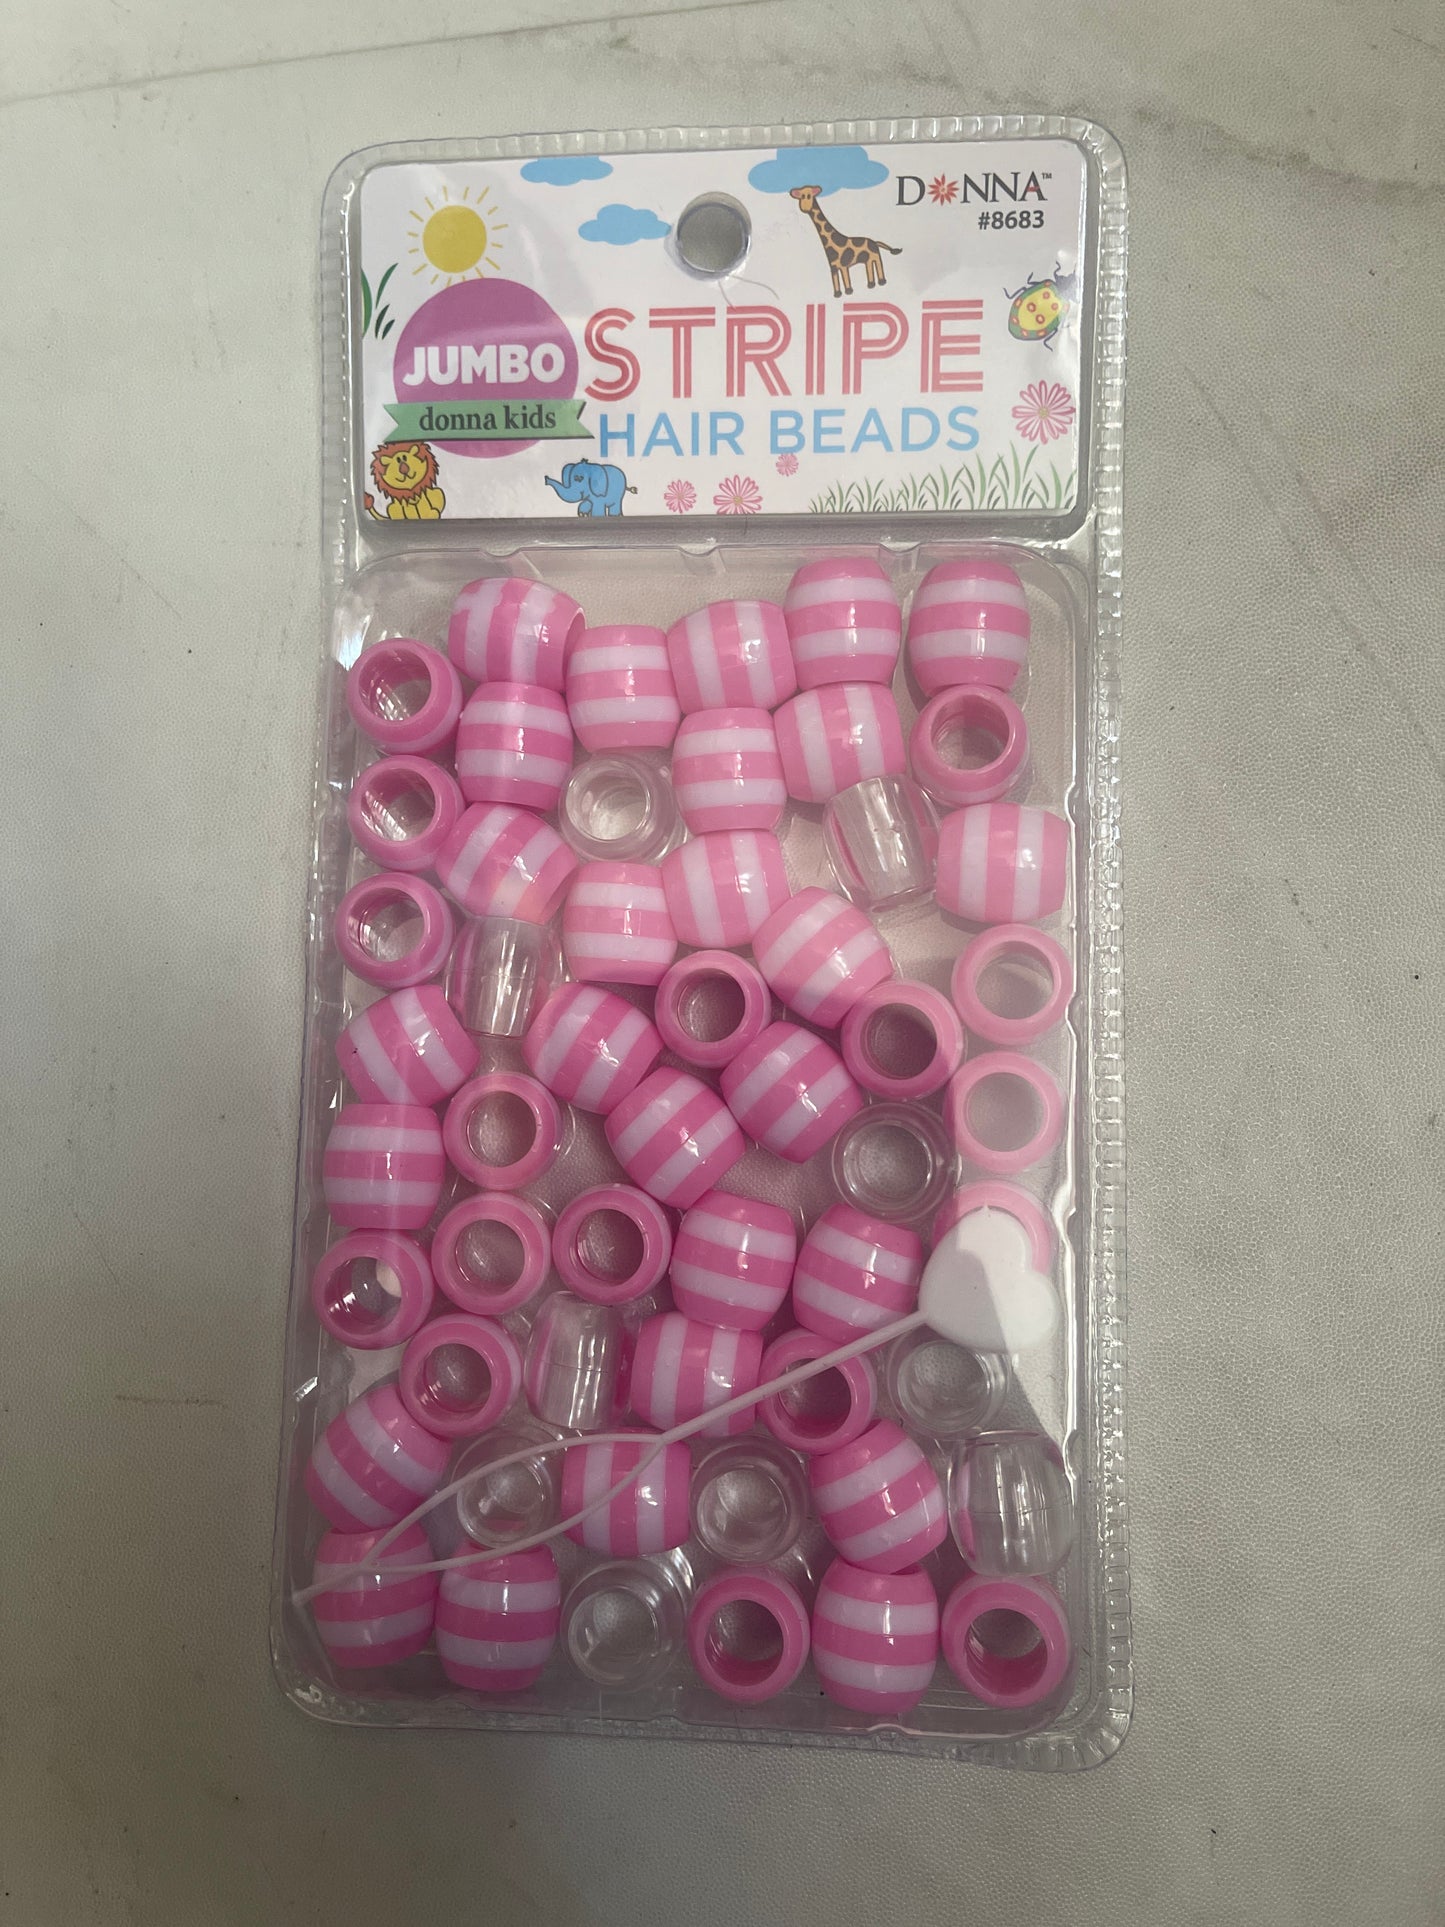 DONNA™
#8683
JUMBO
donna kids
STRIPE
HAIR BEADS